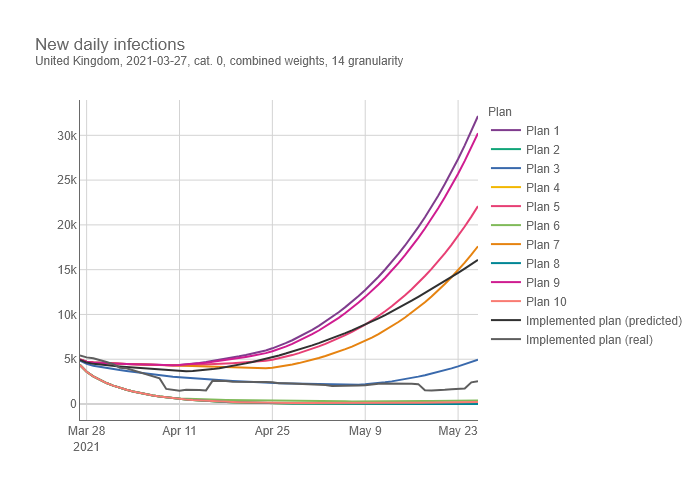 New daily infections
United Kingdom, 2021-03-27, cat. 0, combined weights, 14 granularity
Plan
Plan 1
Plan 2
Plan 3
Plan 4
Plan 5
Plan 6
Plan 7
Plan 8
Plan 9
Plan 10
Implemented plan (predicted)
Implemented plan (real)
30k
25k
20k
15k
10k
5k
0
Mar 28 Apr 11 Apr 25 May 9 May 23
2021